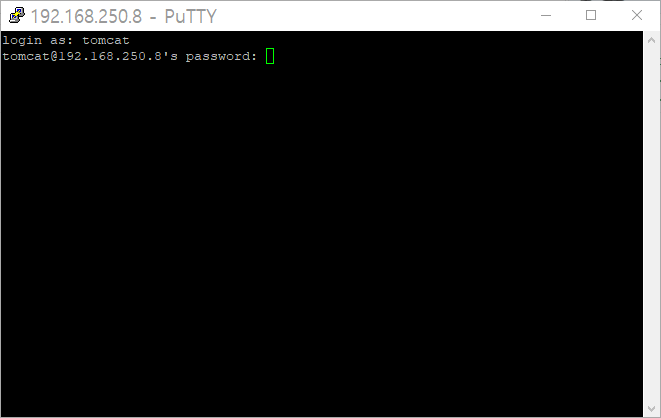 192.168.250.8 - PuTTY
login as: tomcat
tomcat@192.168.250.8's password: